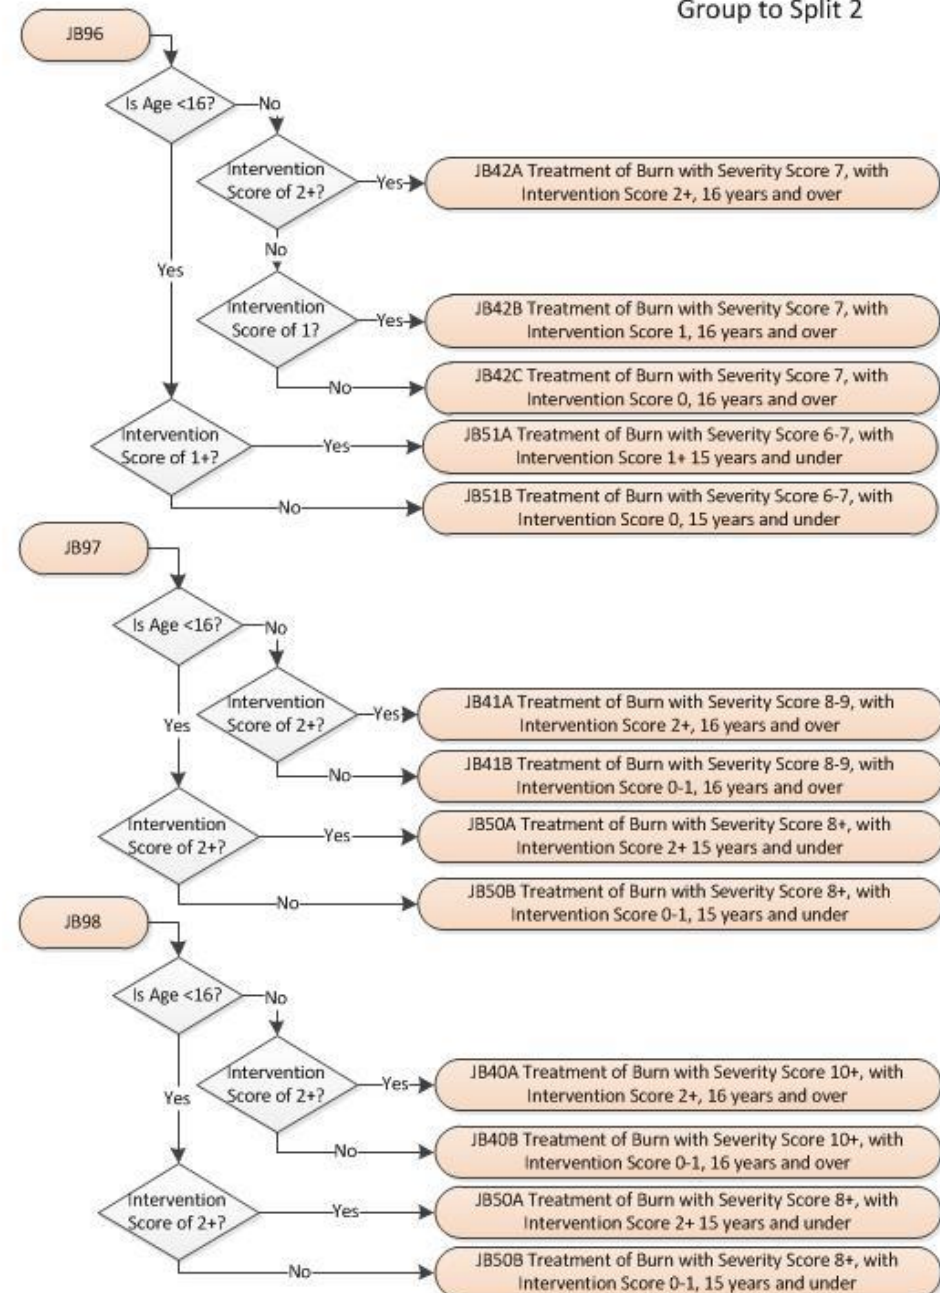 Group to Split 2
JB96
Is Age <16?
No
Intervention
Score of 2+?
Yes
JB42A Treatment of Burn with Severity Score 7, with
Intervention Score 2+, 16 years and over
No
Yes
Intervention
Score of 1?
Yes
JB42B Treatment of Burn with Severity Score 7, with
Intervention Score 1, 16 years and over
No
JB42C Treatment of Burn with Severity Score 7, with
Intervention Score 0, 16 years and over
Intervention
Score of 1+?
Yes
JB51A Treatment of Burn with Severity Score 6-7, with
Intervention Score 1+ 15 years and under
No
JB51B Treatment of Burn with Severity Score 6-7, with
Intervention Score 0, 15 years and under
JB97
Is Age <16?
No
Intervention
Score of 2+?
Yes
JB41A Treatment of Burn with Severity Score 8-9, with
Intervention Score 2+, 16 years and over
Yes
No
JB41B Treatment of Burn with Severity Score 8-9, with
Intervention Score 0-1, 16 years and over
Intervention
Score of 2+?
Yes
JB50A Treatment of Burn with Severity Score 8+, with
Intervention Score 2+ 15 years and under
No
JB50B Treatment of Burn with Severity Score 8+, with
Intervention Score 0-1, 15 years and under
JB98
Is Age <16?
No
Intervention
Score of 2+?
Yes
JB40A Treatment of Burn with Severity Score 10+, with
Intervention Score 2+, 16 years and over
Yes
No
JB40B Treatment of Burn with Severity Score 10+, with
Intervention Score 0-1, 16 years and over
Intervention
Score of 2+?
Yes
JB50A Treatment of Burn with Severity Score 8+, with
Intervention Score 2+ 15 years and under
No
JB50B Treatment of Burn with Severity Score 8+, with
Intervention Score 0-1, 15 years and under